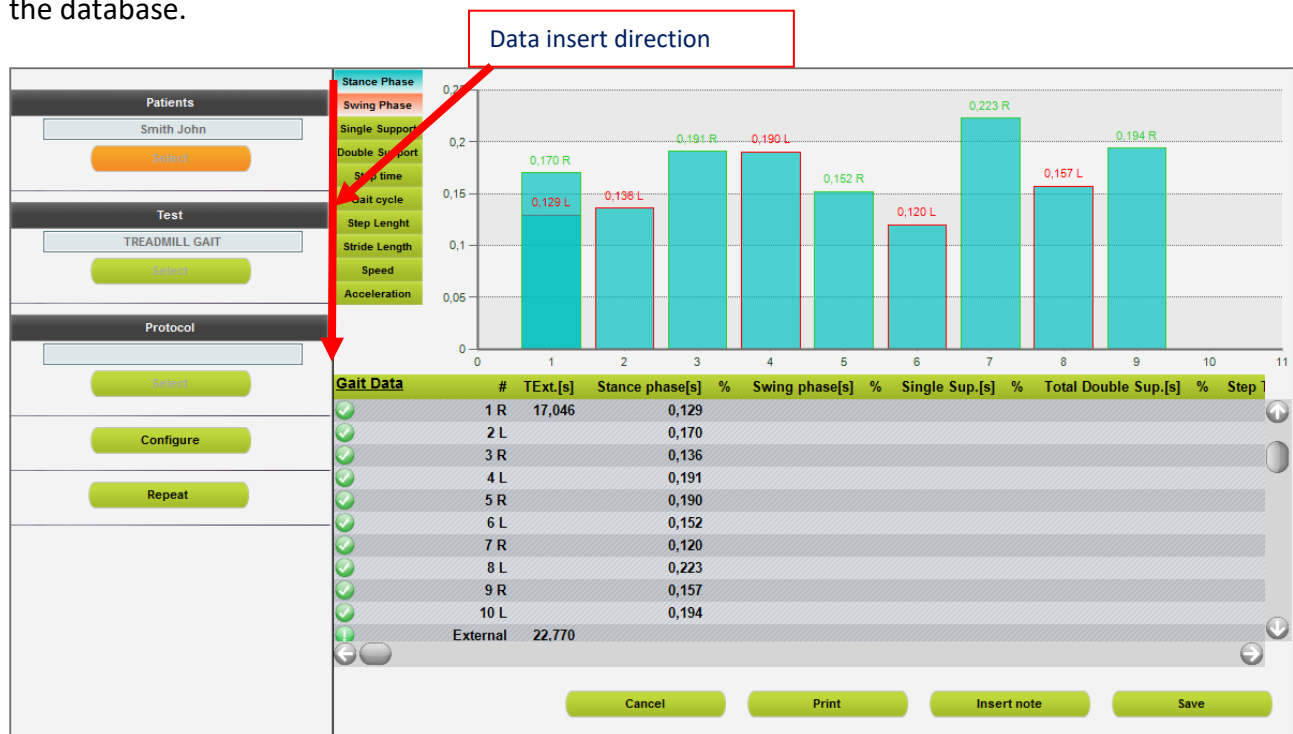 the database.
Data insert direction
Patients
Smith John
Select
Test
TREADMILL GAIT
Select
Protocol
Select
Configure
Repeat
Stance Phase
Swing Phase
Single Support
Double Support
Step time
Gait cycle
Step Lenght
Stride Length
Speed
Acceleration
0,2
0,15
0,1
0,05
0
0,170 R
0,129 L
0,136 L
0,191 R
0,190 L
0,152 R
0,120 L
0,223 R
0,157 L
0,194 R
0 1 2 3 4 5 6 7 8 9 10 11
Gait Data # TExt.[s] Stance phase[s] % Swing phase[s] % Single Sup.[s] % Total Double Sup.[s] % Step
1 R 17,046 0,129
2 L 0,170
3 R 0,136
4 L 0,191
5 R 0,190
6 L 0,152
7 R 0,120
8 L 0,223
9 R 0,157
10 L 0,194
External 22,770
Cancel Print Insert note Save